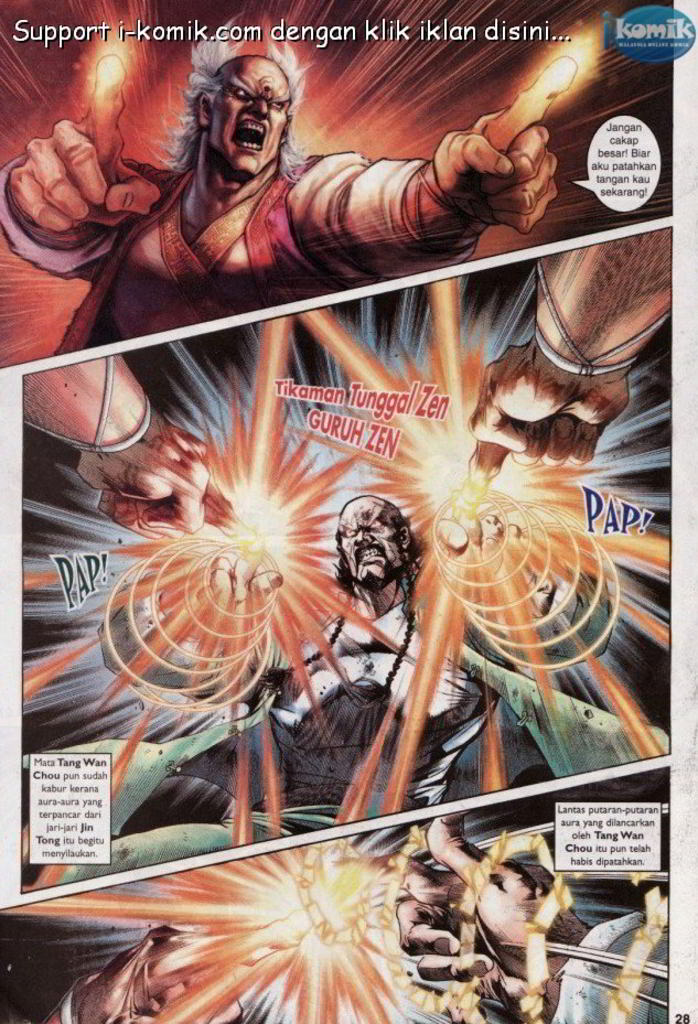 Support i-komik.com dengan klik iklan disini...
ikomik
MALAYSIA ONLINE KOMIK
Jangan
cakap
besar! Biar
aku patahkan
tangan kau
sekarang!
Tikaman Tunggal Zen
GURUH ZEN
PAP!
PAP!
Mata Tang Wan
Chou pun sudah
kabur kerana
aura-aura yang
terpancar dari
jari-jari Jin
Tong itu begitu
menyilaukan.
Lantas putaran-putaran
aura yang dilancarkan
oleh Tang Wan
Chou itu pun telah
habis dipatahkan.
28